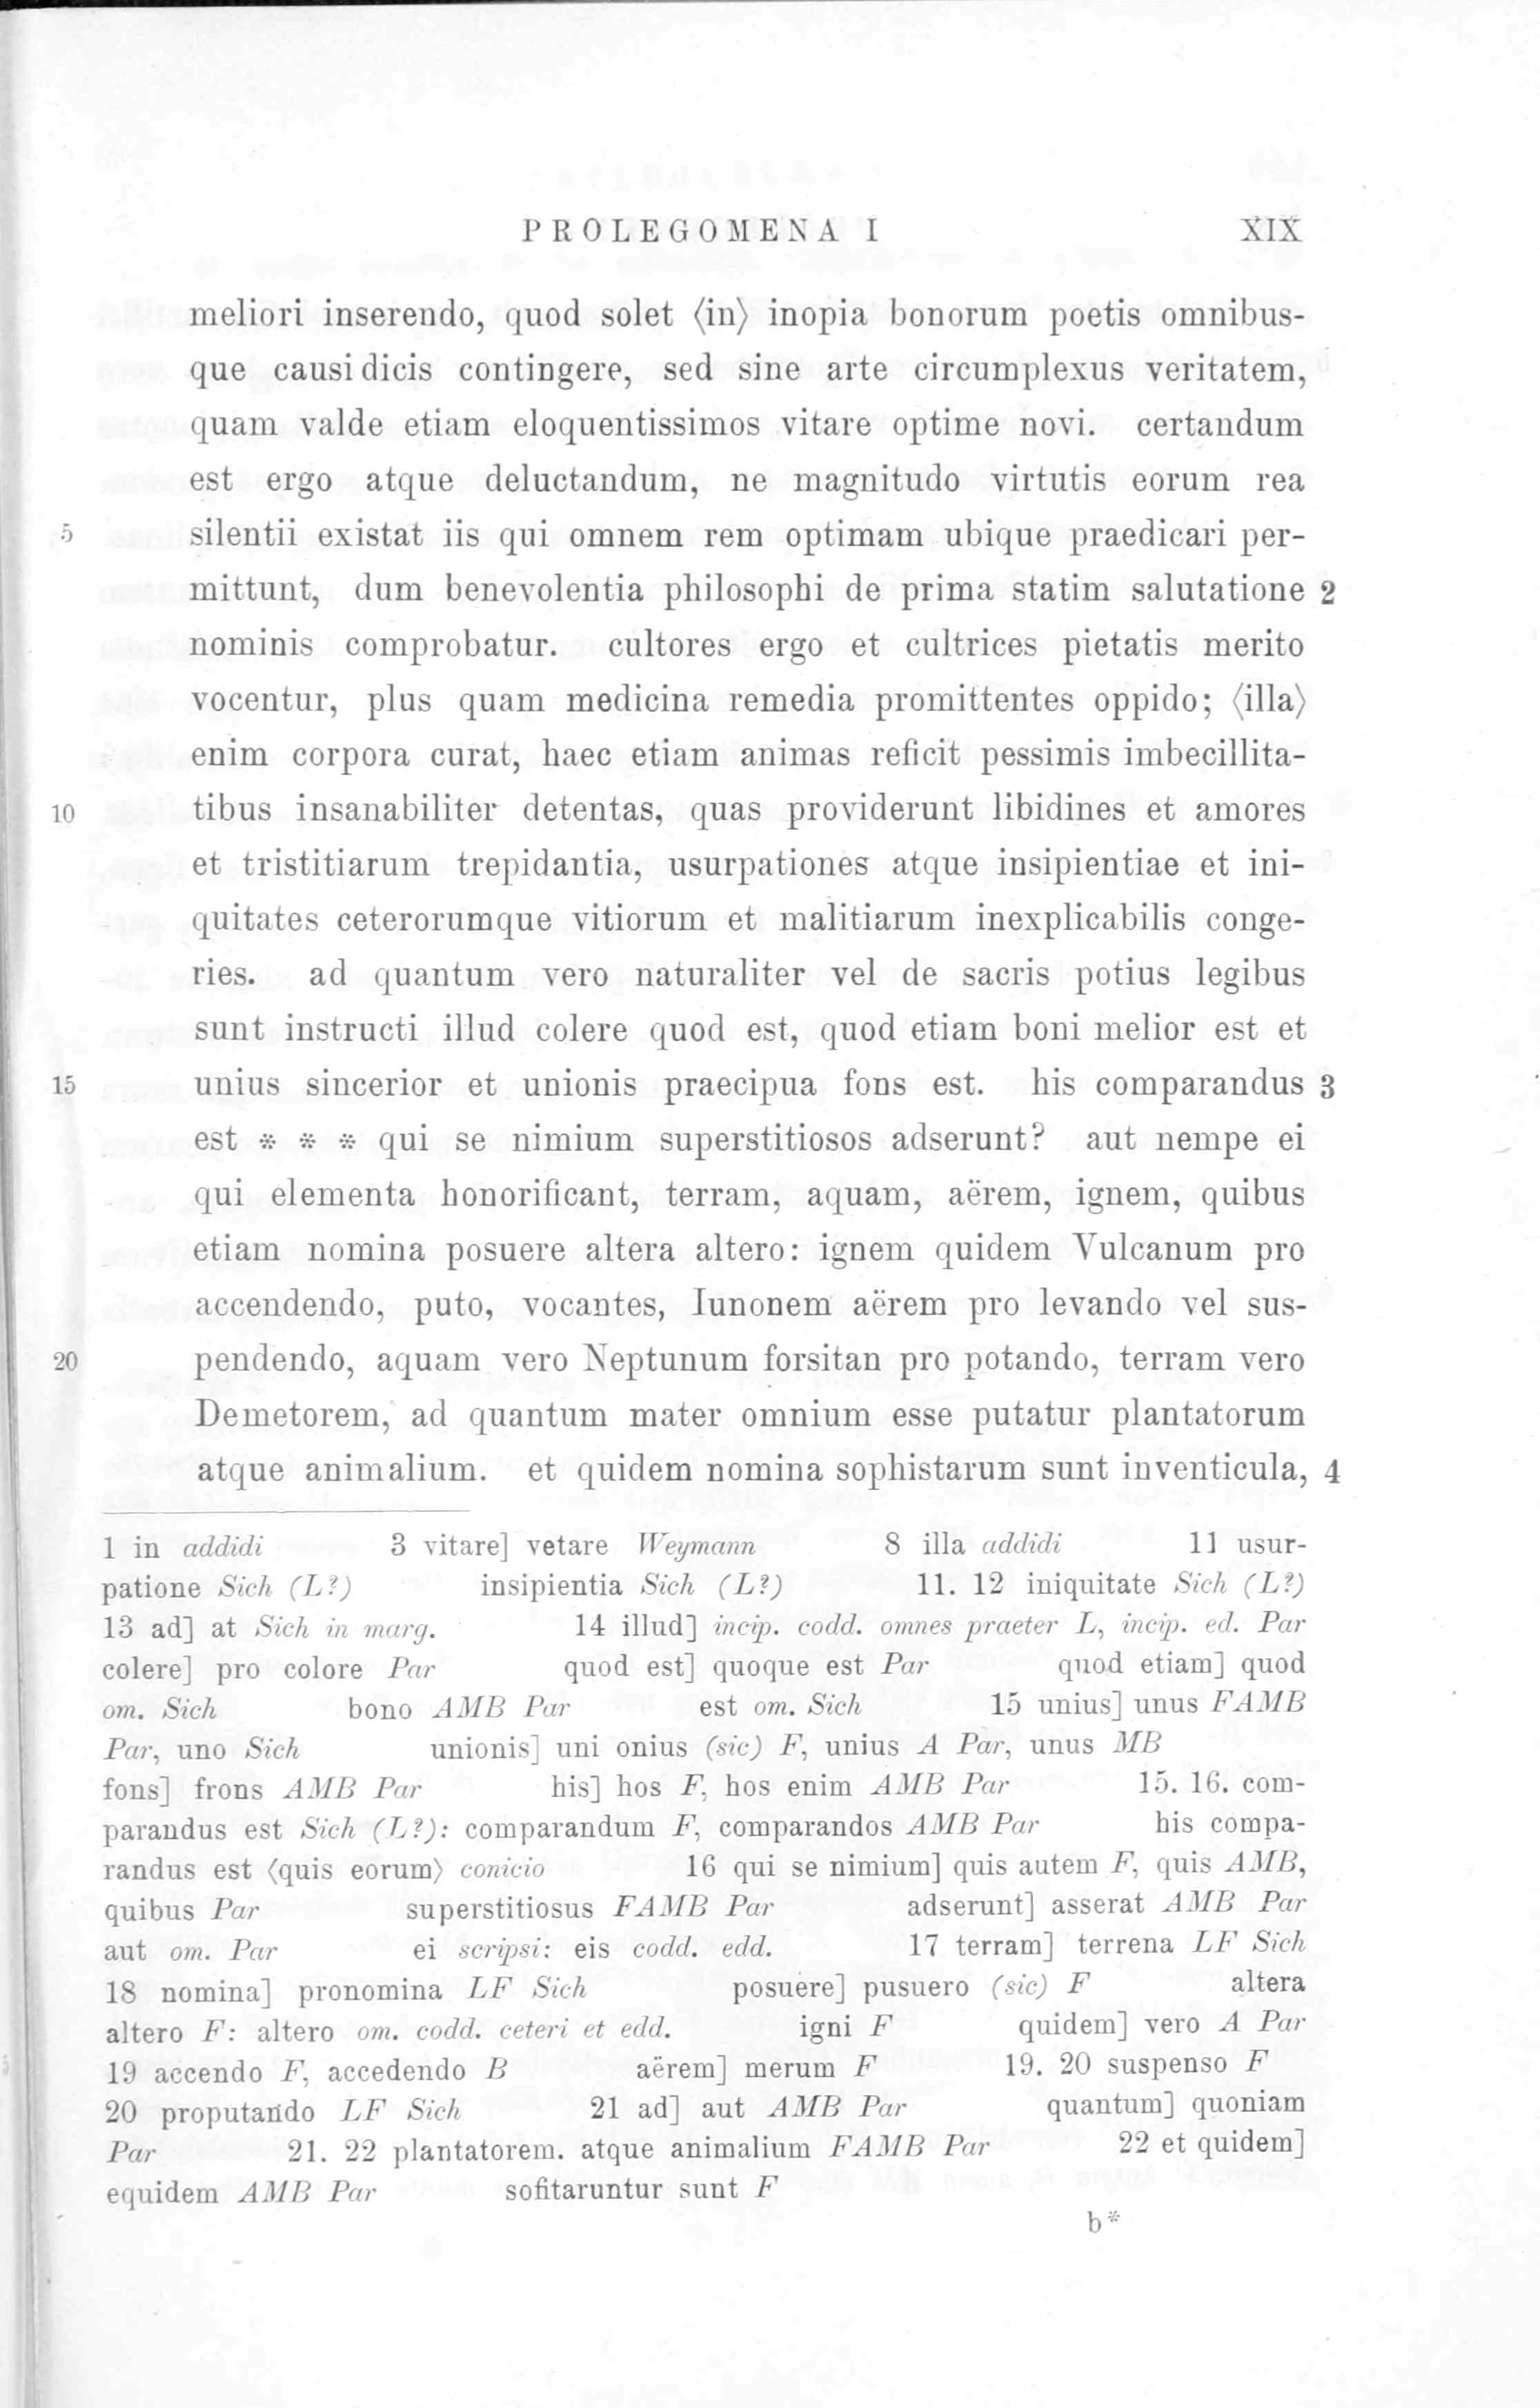 PROLEGOMENA I XIX
meliori inserendo, quod solet ⟨in⟩ inopia bonorum poetis omnibus-
que causidicis contingere, sed sine arte circumplexus veritatem,
quam valde etiam eloquentissimos vitare optime novi. certandum
est ergo atque deluctandum, ne magnitudo virtutis eorum rea
5 silentii existat iis qui omnem rem optimam ubique praedicari per-
mittunt, dum benevolentia philosophi de prima statim salutatione 2
nominis comprobatur. cultores ergo et cultrices pietatis merito
vocentur, plus quam medicina remedia promittentes oppido; ⟨illa⟩
enim corpora curat, haec etiam animas reficit pessimis imbecillita-
10 tibus insanabiliter detentas, quas providerunt libidines et amores
et tristitiarum trepidantia, usurpationes atque insipientiae et ini-
quitates ceterorumque vitiorum et malitiarum inexplicabilis conge-
ries. ad quantum vero naturaliter vel de sacris potius legibus
sunt instructi illud colere quod est, quod etiam boni melior est et
15 unius sincerior et unionis praecipua fons est. his comparandus 3
est * * * qui se nimium superstitiosos adserunt? aut nempe ei
qui elementa honorificant, terram, aquam, aërem, ignem, quibus
etiam nomina posuere altera altero: ignem quidem Vulcanum pro
accendendo, puto, vocantes, Iunonem aërem pro levando vel sus-
20 pendendo, aquam vero Neptunum forsitan pro potando, terram vero
Demetorem, ad quantum mater omnium esse putatur plantatorum
atque animalium. et quidem nomina sophistarum sunt inventicula, 4
1 in addidi 3 vitare] vetare Weymann 8 illa addidi 11 usur-
patione Sich (L?) insipientia Sich (L?) 11. 12 iniquitate Sich (L?)
13 ad] at Sich in marg. 14 illud] incip. codd. omnes praeter L, incip. ed. Par
colere] pro colore Par quod est] quoque est Par quod etiam] quod
om. Sich bono AMB Par est om. Sich 15 unius] unus FAMB
Par, uno Sich unionis] uni onius (sic) F, unius A Par, unus MB
fons] frons AMB Par his] hos F, hos enim AMB Par 15. 16. com-
parandus est Sich (L?): comparandum F, comparandos AMB Par his compa-
randus est ⟨quis eorum⟩ conicio 16 qui se nimium] quis autem F, quis AMB,
quibus Par superstitiosus FAMB Par adserunt] asserat AMB Par
aut om. Par ei scripsi: eis codd. edd. 17 terram] terrena LF Sich
18 nomina] pronomina LF Sich posuere] pusuero (sic) F altera
altero F: altero om. codd. ceteri et edd. igni F quidem] vero A Par
19 accendo F, accedendo B aërem] merum F 19. 20 suspenso F
20 proputando LF Sich 21 ad] aut AMB Par quantum] quoniam
Par 21. 22 plantatorem. atque animalium FAMB Par 22 et quidem]
equidem AMB Par sofitaruntur sunt F
b*